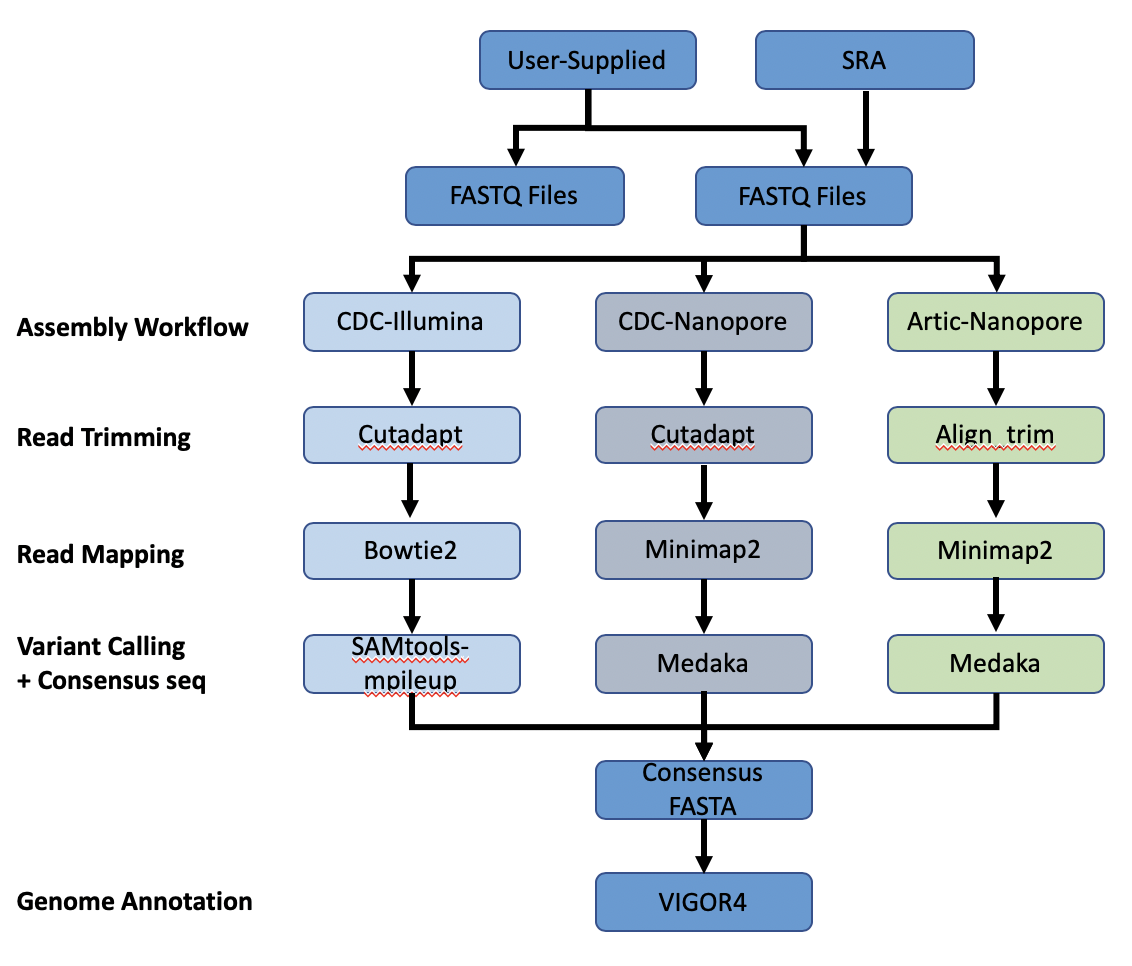 User-Supplied
SRA
FASTQ Files
FASTQ Files
Assembly Workflow
CDC-Illumina
CDC-Nanopore
Artic-Nanopore
Read Trimming
Cutadapt
Cutadapt
Align_trim
Read Mapping
Bowtie2
Minimap2
Minimap2
Variant Calling
+ Consensus seq
SAMtools-
mpileup
Medaka
Medaka
Consensus
FASTA
Genome Annotation
VIGOR4